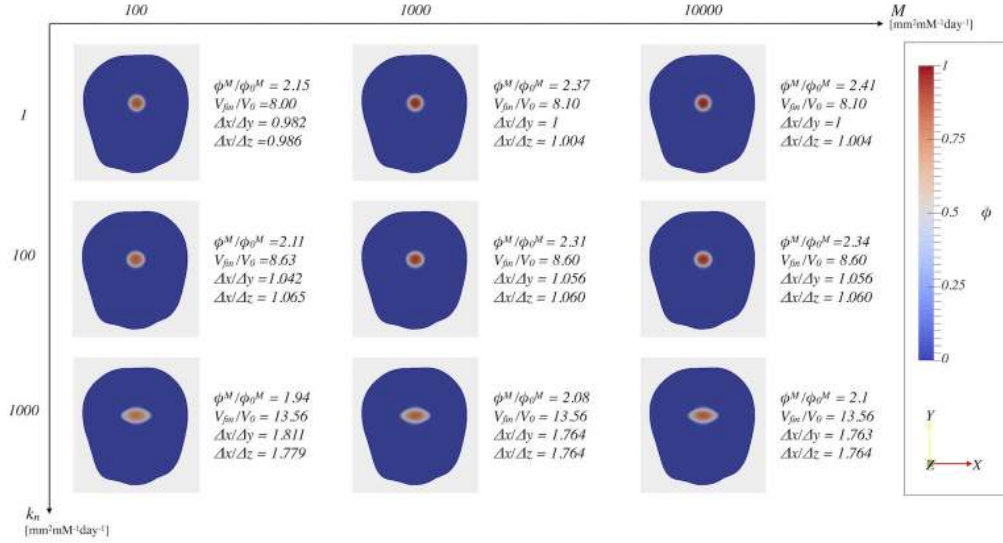 100 1000 10000 M
[mm²mM⁻¹day⁻¹]
1
ϕᴹ/ϕ₀ᴹ = 2.15
V_fin/V₀ =8.00
Δx/Δy = 0.982
Δx/Δz =0.986
ϕᴹ/ϕ₀ᴹ = 2.37
V_fin/V₀ = 8.10
Δx/Δy = 1
Δx/Δz = 1.004
ϕᴹ/ϕ₀ᴹ = 2.41
V_fin/V₀ = 8.10
Δx/Δy =1
Δx/Δz = 1.004
100
ϕᴹ/ϕ₀ᴹ = 2.11
V_fin/V₀ = 8.63
Δx/Δy = 1.042
Δx/Δz = 1.065
ϕᴹ/ϕ₀ᴹ = 2.31
V_fin/V₀ = 8.60
Δx/Δy = 1.056
Δx/Δz = 1.060
ϕᴹ/ϕ₀ᴹ = 2.34
V_fin/V₀ = 8.60
Δx/Δy = 1.056
Δx/Δz = 1.060
1000
ϕᴹ/ϕ₀ᴹ = 1.94
V_fin/V₀ = 13.56
Δx/Δy = 1.811
Δx/Δz = 1.779
ϕᴹ/ϕ₀ᴹ = 2.08
V_fin/V₀ = 13.56
Δx/Δy = 1.764
Δx/Δz = 1.764
ϕᴹ/ϕ₀ᴹ = 2.1
V_fin/V₀ = 13.56
Δx/Δy = 1.763
Δx/Δz = 1.764
kₙ
[mm²mM⁻¹day⁻¹]
1
0.75
0.5
ϕ
0.25
0
Y
Z X